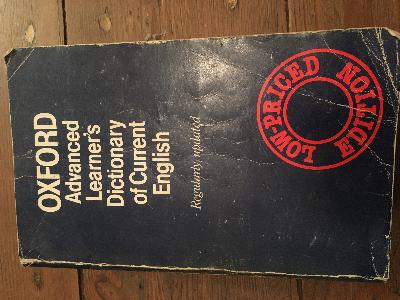 OXFORD
Advanced
Learner's
Dictionary
of Current
English
Regularly updated
LOW-PRICED EDITION